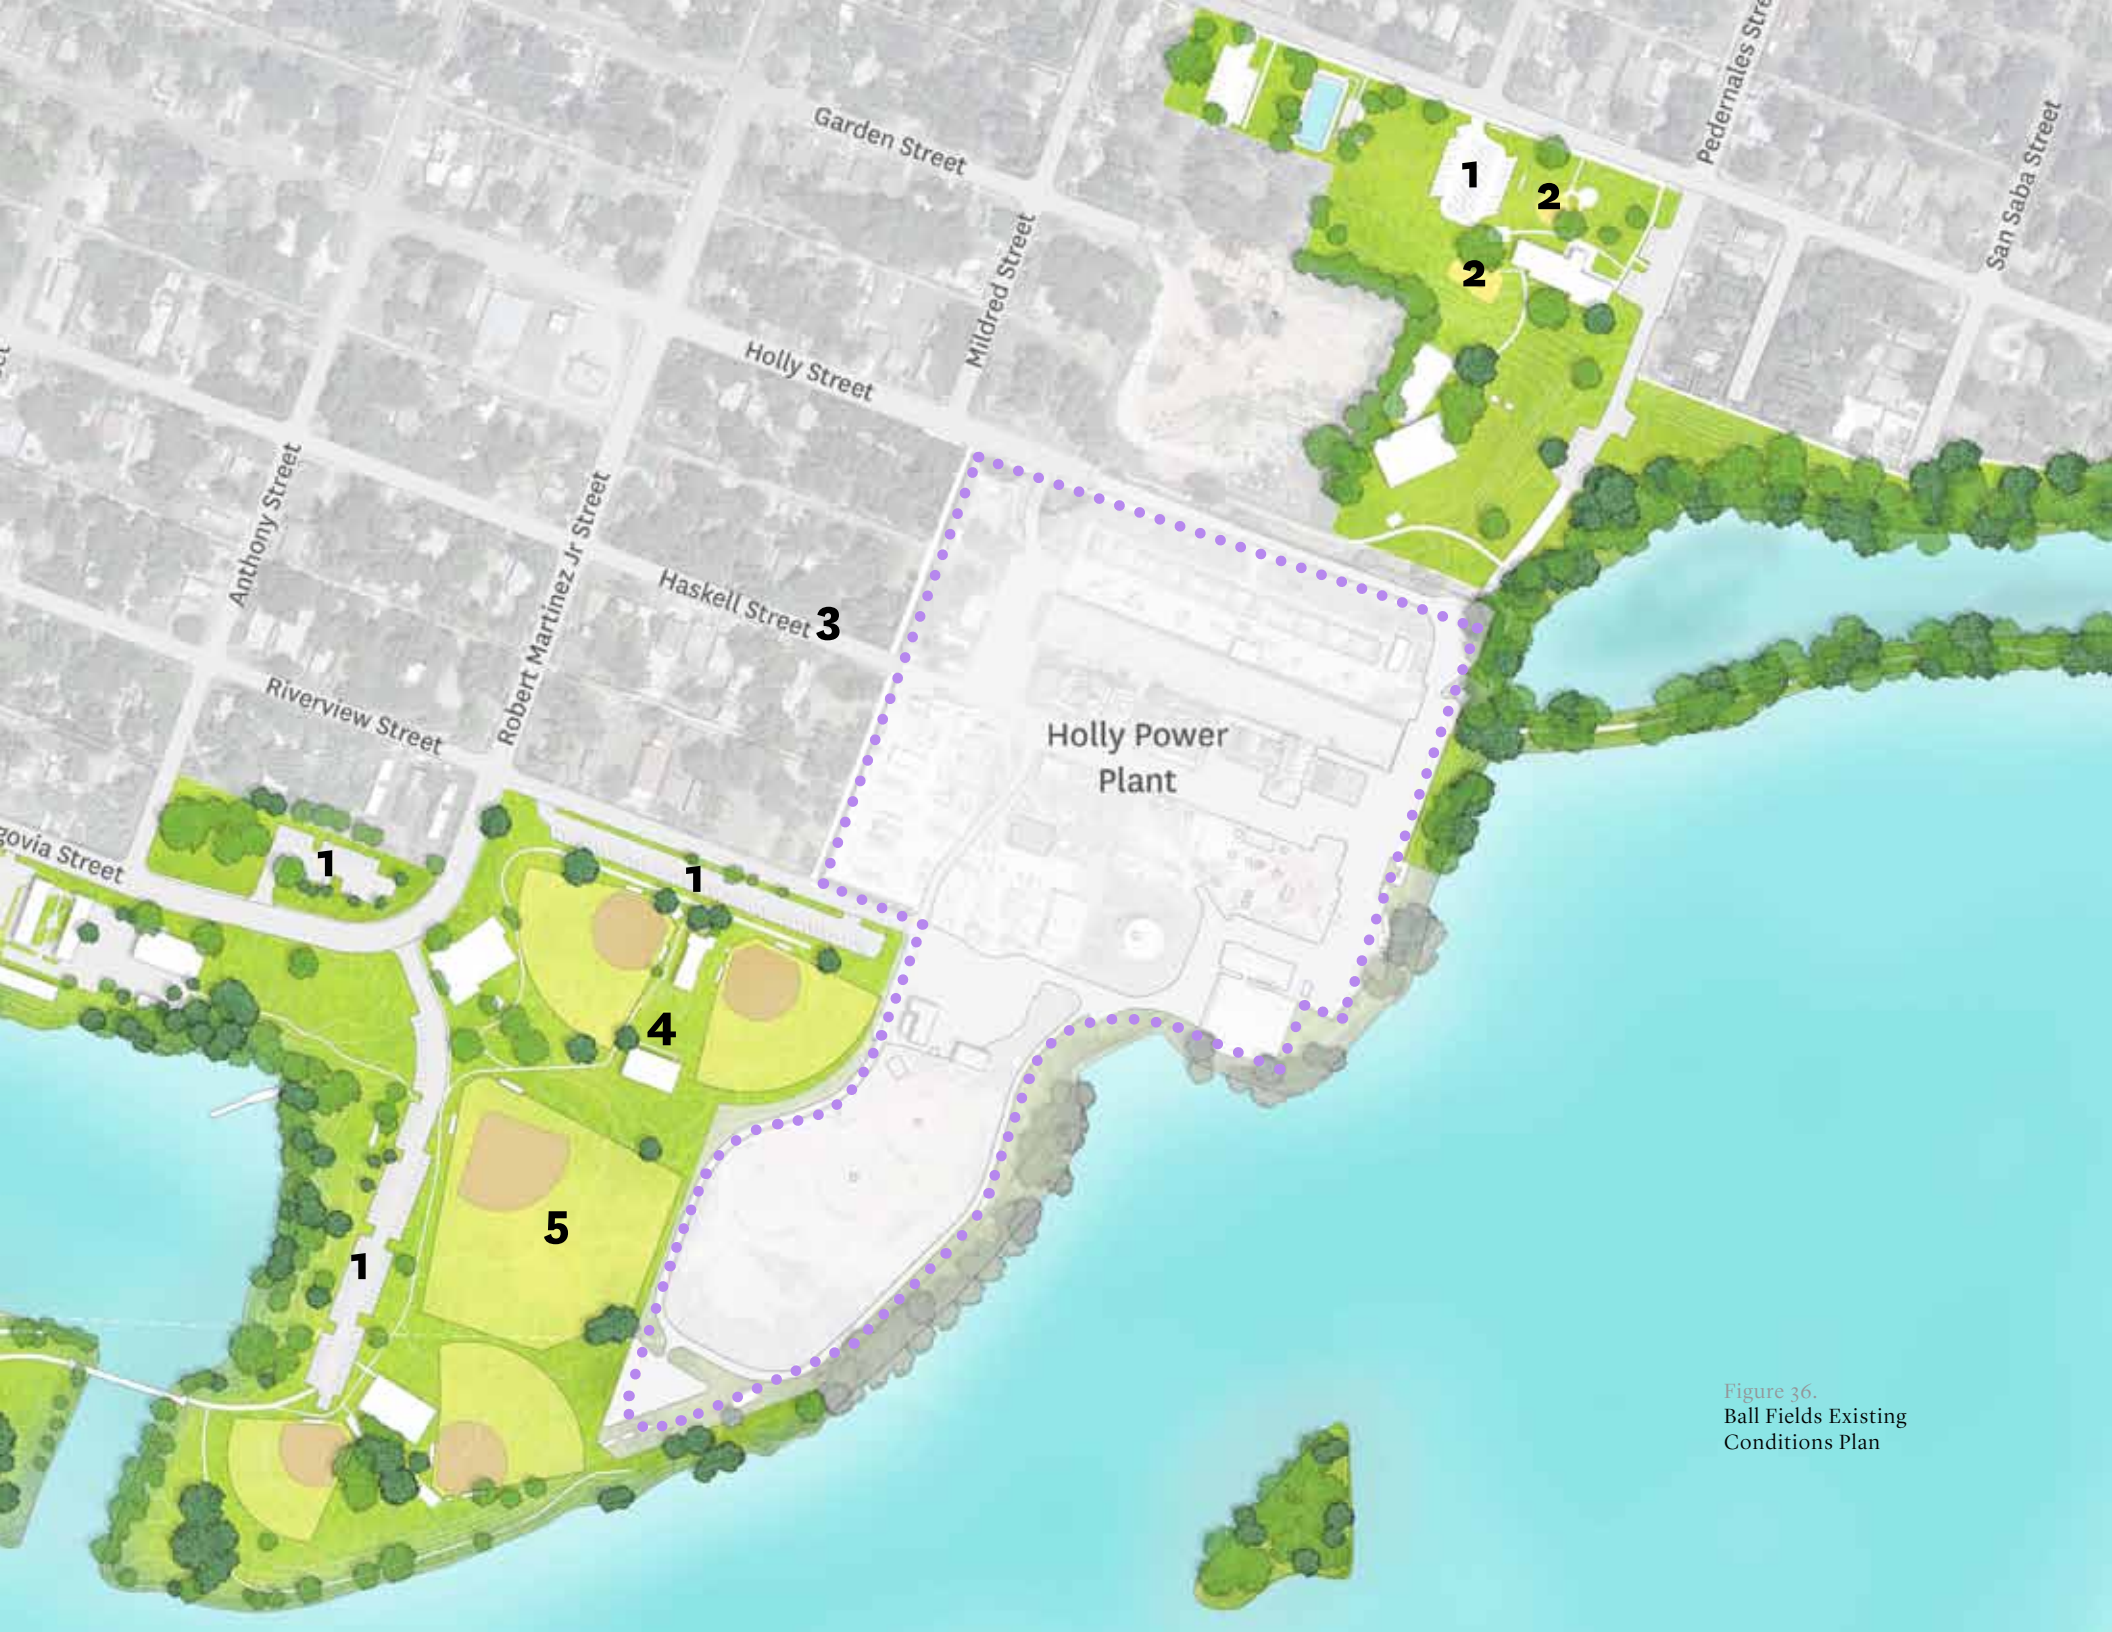 Pedernales Stre
Garden Street
San Saba Street
1
2
2
Mildred Street
Holly Street
Anthony Street
Robert Martinez Jr Street
Haskell Street
3
Riverview Street
Holly Power
Plant
govia Street
1
1
4
5
1
Figure 36.
Ball Fields Existing
Conditions Plan